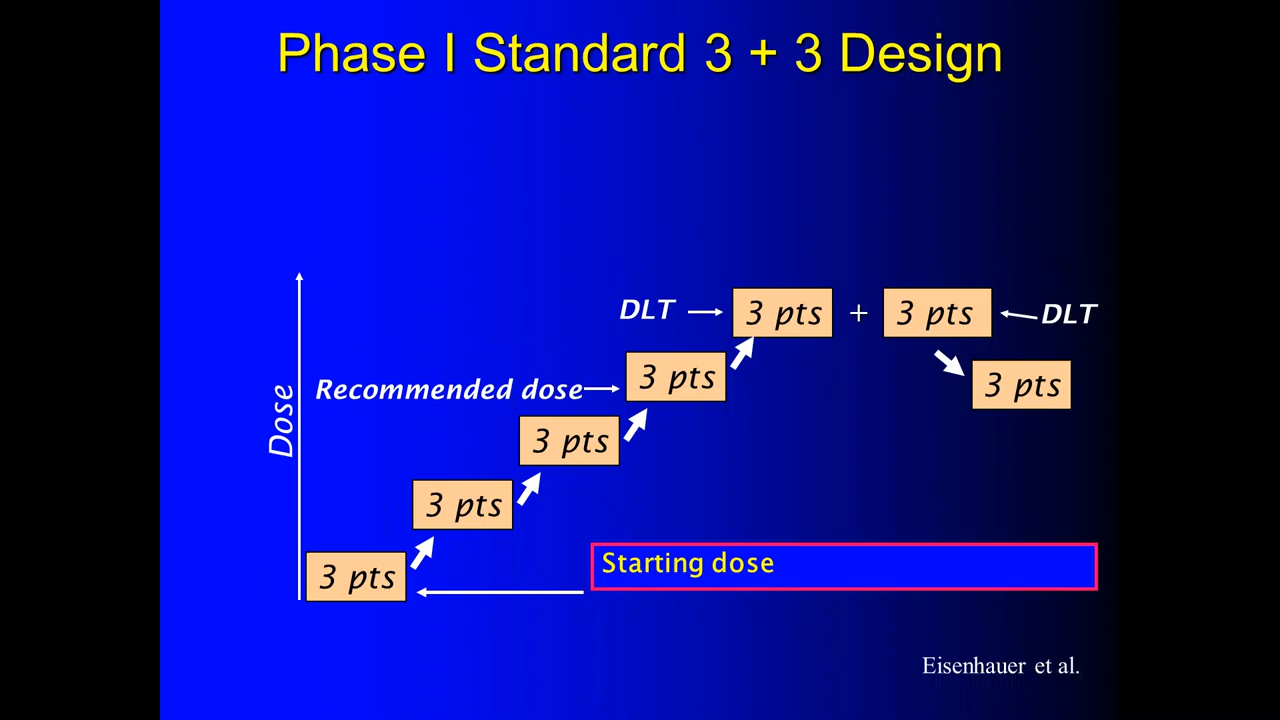 Phase I Standard 3 + 3 Design
DLT
3 pts
+
3 pts
DLT
3 pts
3 pts
Recommended dose
3 pts
3 pts
3 pts
Dose
Starting dose
Eisenhauer et al.